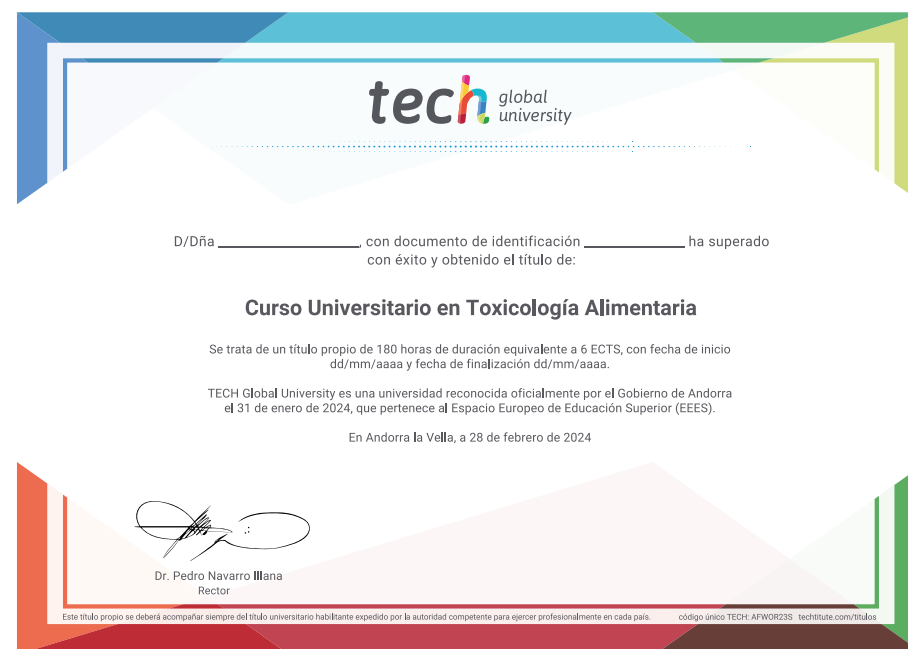 tech global university
D/Dña ______________, con documento de identificación __________ ha superado
con éxito y obtenido el título de:
Curso Universitario en Toxicología Alimentaria
Se trata de un título propio de 180 horas de duración equivalente a 6 ECTS, con fecha de inicio
dd/mm/aaaa y fecha de finalización dd/mm/aaaa.
TECH Global University es una universidad reconocida oficialmente por el Gobierno de Andorra
el 31 de enero de 2024, que pertenece al Espacio Europeo de Educación Superior (EEES).
En Andorra la Vella, a 28 de febrero de 2024
Dr. Pedro Navarro Illana
Rector
Este título propio se deberá acompañar siempre del título universitario habilitante expedido por la autoridad competente para ejercer profesionalmente en cada país. código único TECH: AFWOR23S techtitute.com/titulos